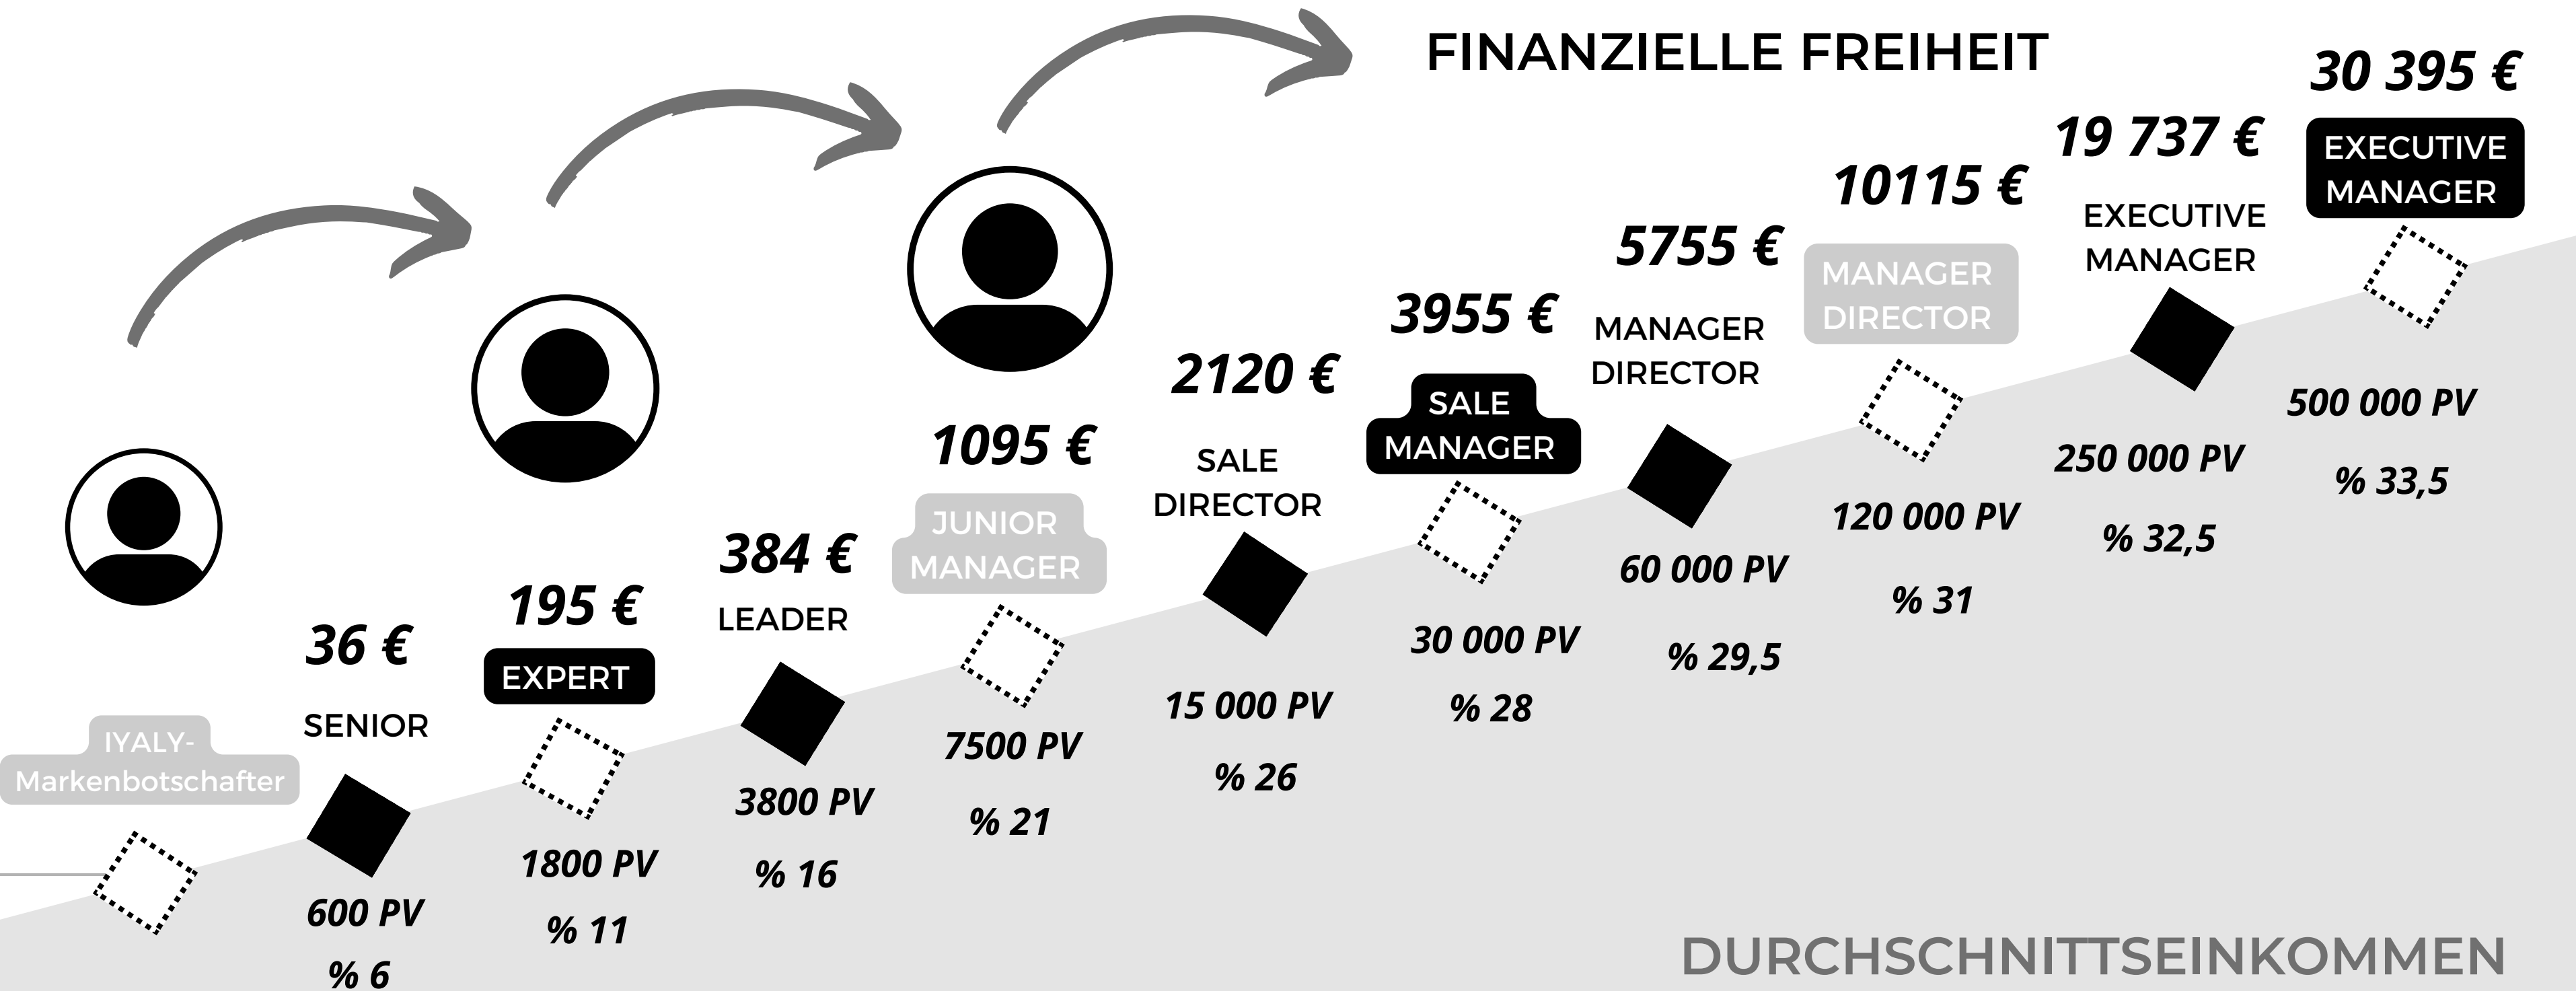 FINANZIELLE FREIHEIT
IYALY-
Markenbotschafter
36 €
SENIOR
600 PV
% 6
195 €
EXPERT
1800 PV
% 11
384 €
LEADER
3800 PV
% 16
1095 €
JUNIOR
MANAGER
7500 PV
% 21
2120 €
SALE
DIRECTOR
15 000 PV
% 26
3955 €
SALE
MANAGER
30 000 PV
% 28
5755 €
MANAGER
DIRECTOR
60 000 PV
% 29,5
10115 €
MANAGER
DIRECTOR
120 000 PV
% 31
19 737 €
EXECUTIVE
MANAGER
250 000 PV
% 32,5
30 395 €
EXECUTIVE
MANAGER
500 000 PV
% 33,5
DURCHSCHNITTSEINKOMMEN